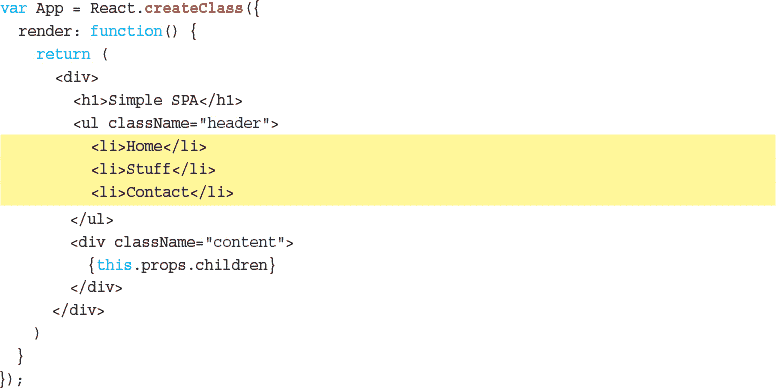 var App = React.createClass({
  render: function() {
    return (
      <div>
        <h1>Simple SPA</h1>
        <ul className="header">
          <li>Home</li>
          <li>Stuff</li>
          <li>Contact</li>
        </ul>
        <div className="content">
          {this.props.children}
        </div>
      </div>
    )
  }
});